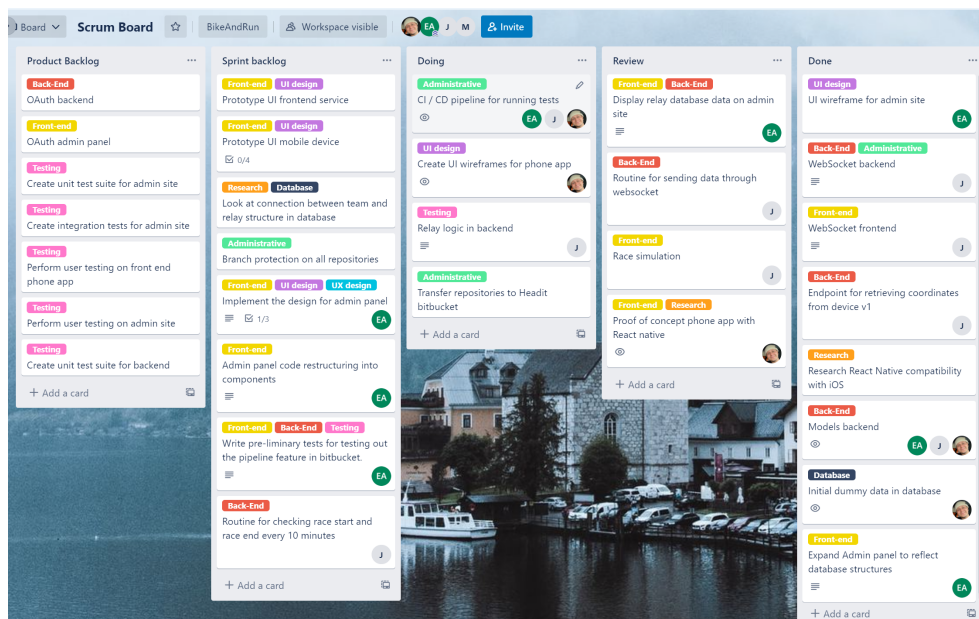 Board
Scrum Board
BikeAndRun
Workspace visible
EA
J
M
Invite
Product Backlog
Back-End
OAuth backend
Front-end
OAuth admin panel
Testing
Create unit test suite for admin site
Testing
Create integration tests for admin site
Testing
Perform user testing on front end
phone app
Testing
Perform user testing on admin site
Testing
Create unit test suite for backend
+ Add a card
Sprint backlog
Front-end UI design
Prototype UI frontend service
Front-end UI design
Prototype UI mobile device
0/4
Research Database
Look at connection between team and
relay structure in database
Administrative
Branch protection on all repositories
Front-end UI design UX design
Implement the design for admin panel
1/3
EA
Front-end
Admin panel code restructuring into
components
EA
Front-end Back-End Testing
Write pre-liminary tests for testing out
the pipeline feature in bitbucket.
EA
Back-End
Routine for checking race start and
race end every 10 minutes
J
+ Add a card
Doing
Administrative
CI / CD pipeline for running tests
EA J
UI design
Create UI wireframes for phone app
Testing
Relay logic in backend
J
Administrative
Transfer repositories to Headit
bitbucket
+ Add a card
Review
Front-end Back-End
Display relay database data on admin
site
EA
Back-End
Routine for sending data through
websocket
J
Front-end
Race simulation
J
Front-end Research
Proof of concept phone app with
React native
+ Add a card
Done
UI design
UI wireframe for admin site
EA
Back-End Administrative
WebSocket backend
J
Front-end
WebSocket frontend
J
Back-End
Endpoint for retrieving coordinates
from device v1
J
Research
Research React Native compatibility
with iOS
Back-End
Models backend
EA J
Database
Initial dummy data in database
Front-end
Expand Admin panel to reflect
database structures
EA
+ Add a card